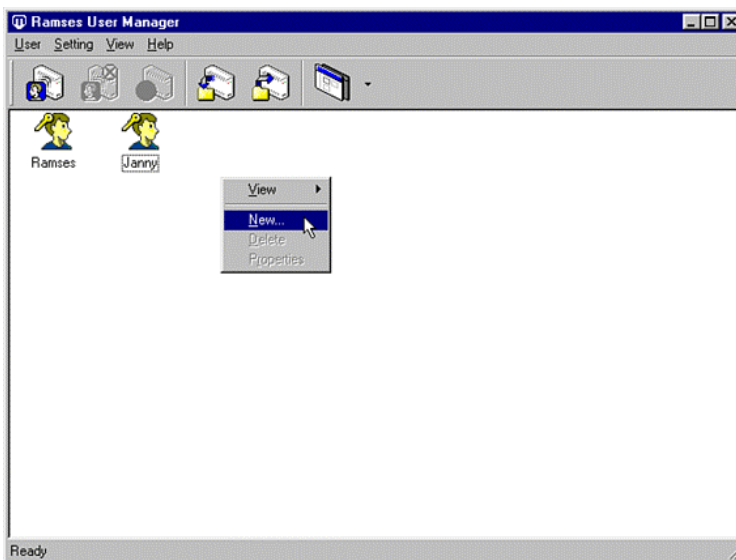 Ramses User Manager
User Setting View Help
Ramses Janny
View
New...
Delete
Properties
Ready